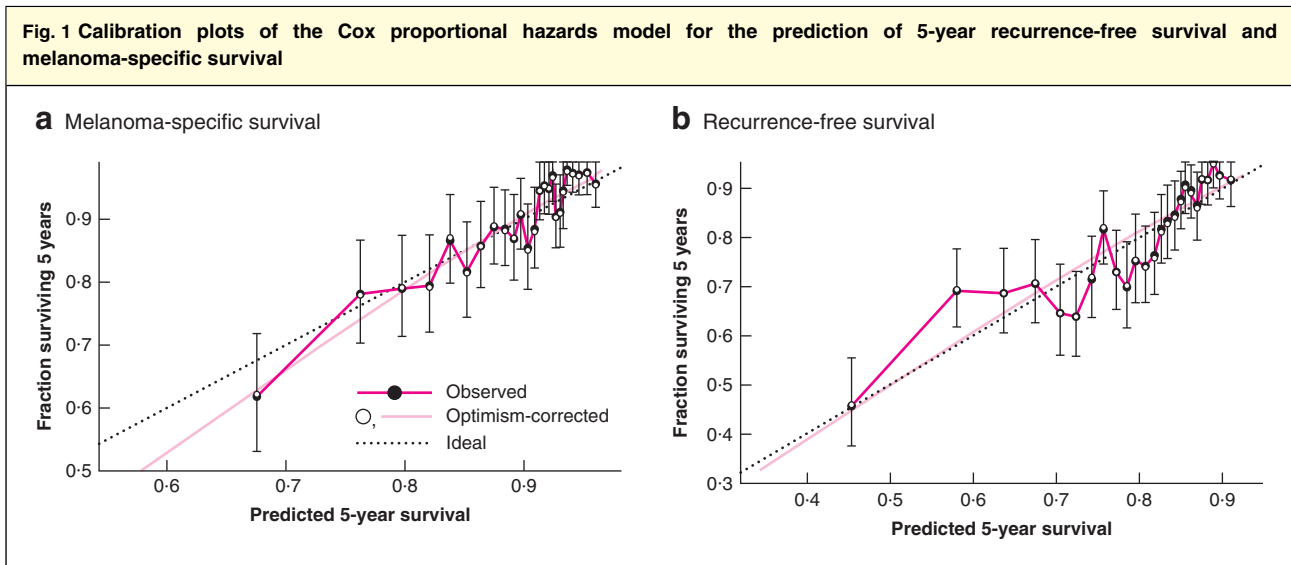 Fig. 1 Calibration plots of the Cox proportional hazards model for the prediction of 5-year recurrence-free survival and
melanoma-specific survival
a Melanoma-specific survival
0·9
0·8
0·7
0·6
0·5
Fraction surviving 5 years
0·6 0·7 0·8 0·9
Predicted 5-year survival
Observed
, Optimism-corrected
Ideal
b Recurrence-free survival
0·9
0·8
0·7
0·6
0·5
0·4
0·3
Fraction surviving 5 years
0·4 0·5 0·6 0·7 0·8 0·9
Predicted 5-year survival